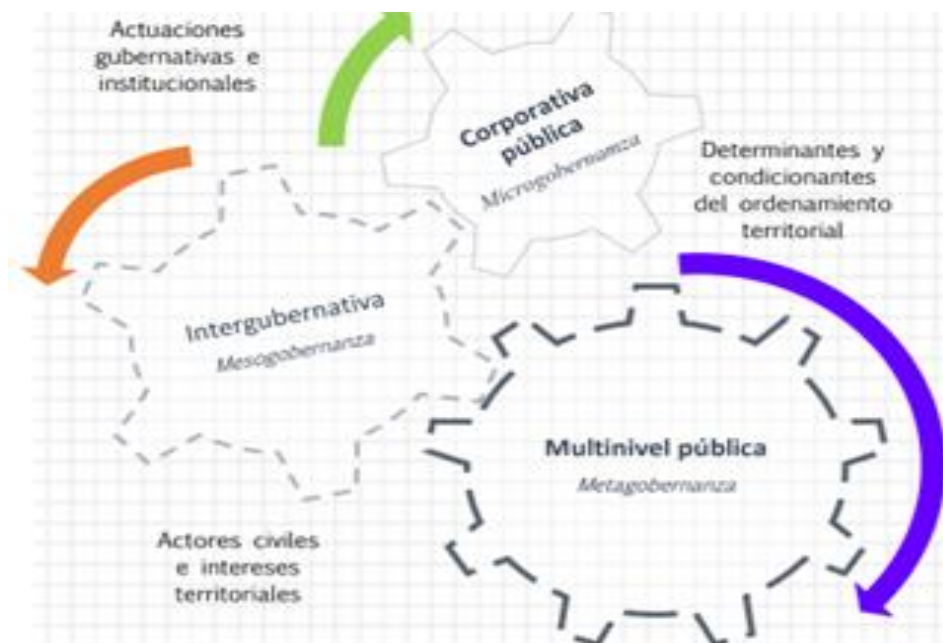 Actuaciones
gubernativas e
institucionales
Corporativa
pública
Microgobernamza
Determinantes y
condicionantes
del ordenamiento
territorial
Intergubernativa
Mesogobernanza
Multinivel pública
Metagobernanza
Actores civiles
e intereses
territoriales